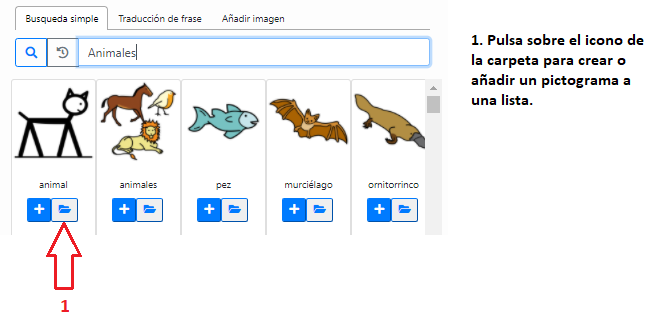 Busqueda simple Traducción de frase Añadir imagen
Animales
animal animales pez murciélago ornitorrinco
1
1. Pulsa sobre el icono de
la carpeta para crear o
añadir un pictograma a
una lista.